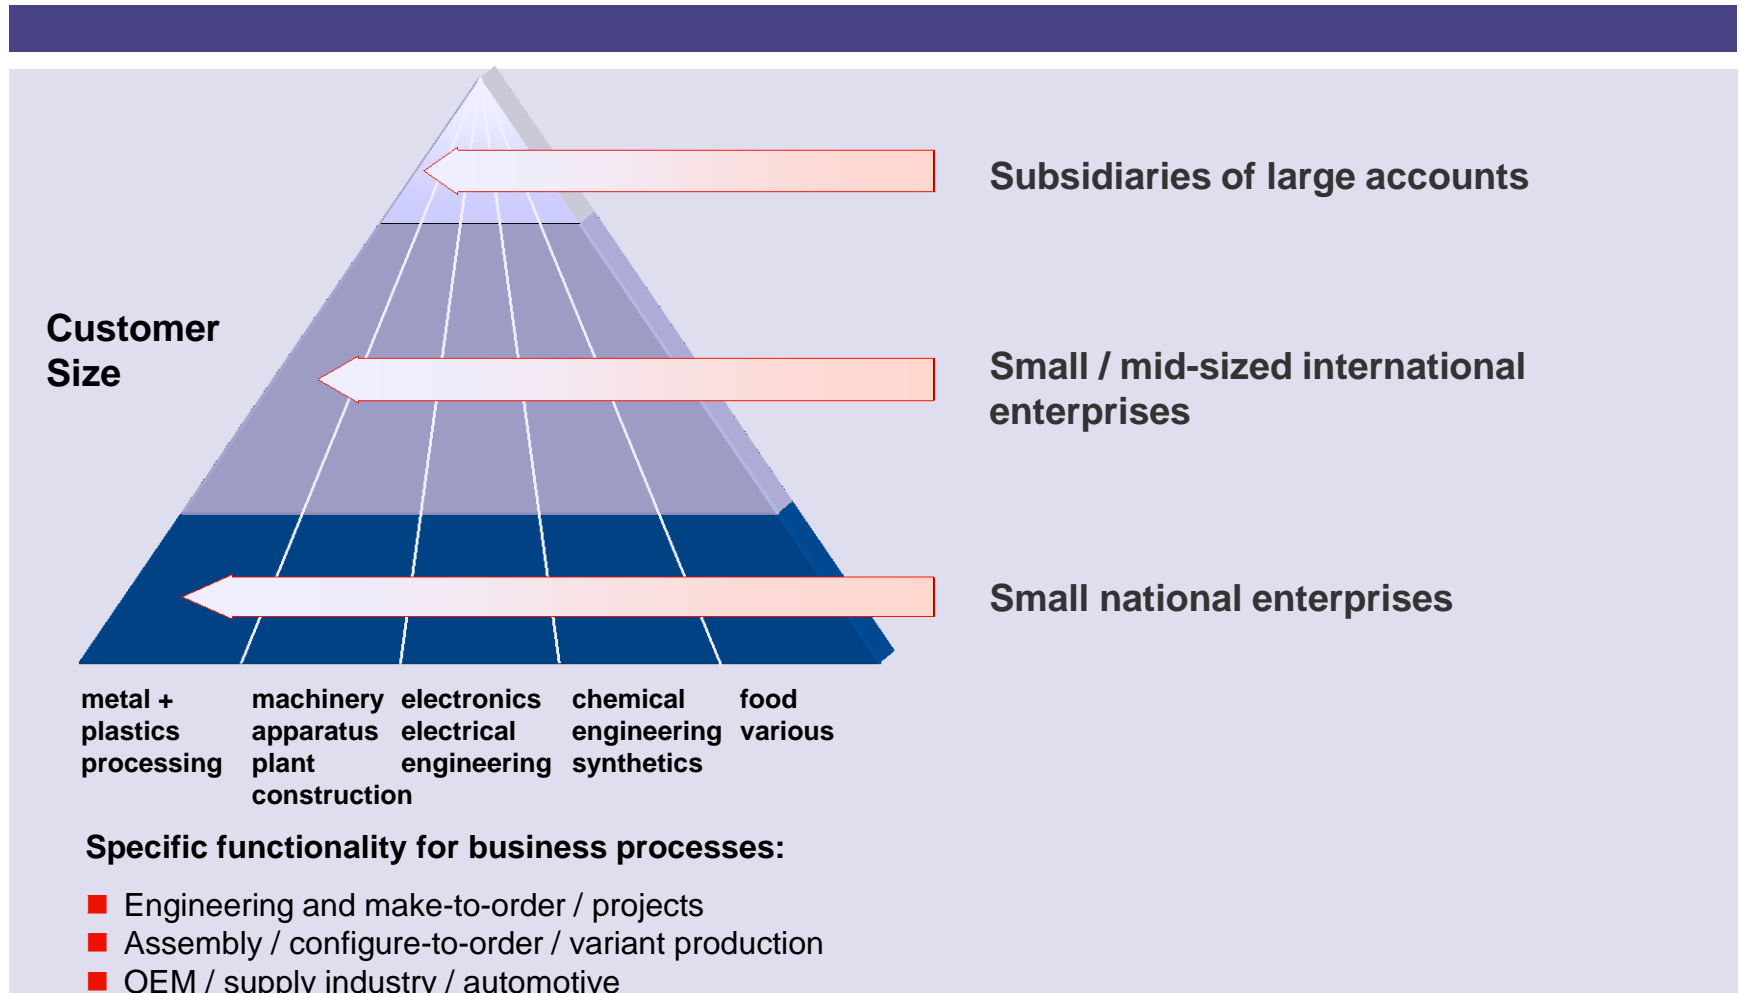 Subsidiaries of large accounts
Customer
Size
Small / mid-sized international
enterprises
Small national enterprises
metal +
plastics
processing
machinery
apparatus
plant
construction
electronics
electrical
engineering
chemical
engineering
synthetics
food
various
Specific functionality for business processes:
Engineering and make-to-order / projects
Assembly / configure-to-order / variant production
OEM / supply industry / automotive